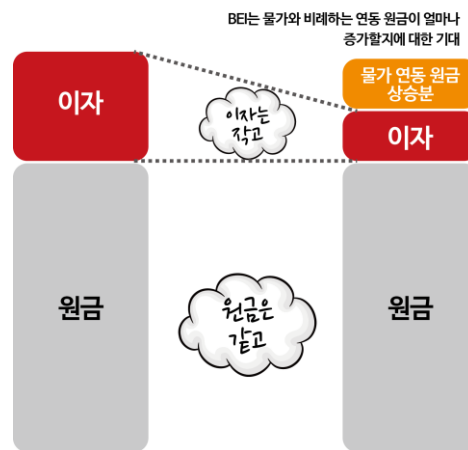 BEI는 물가와 비례하는 연동 원금이 얼마나
증가할지에 대한 기대
이자
물가 연동 원금
상승분
이자는
작고
이자
원금
원금은
같고
원금